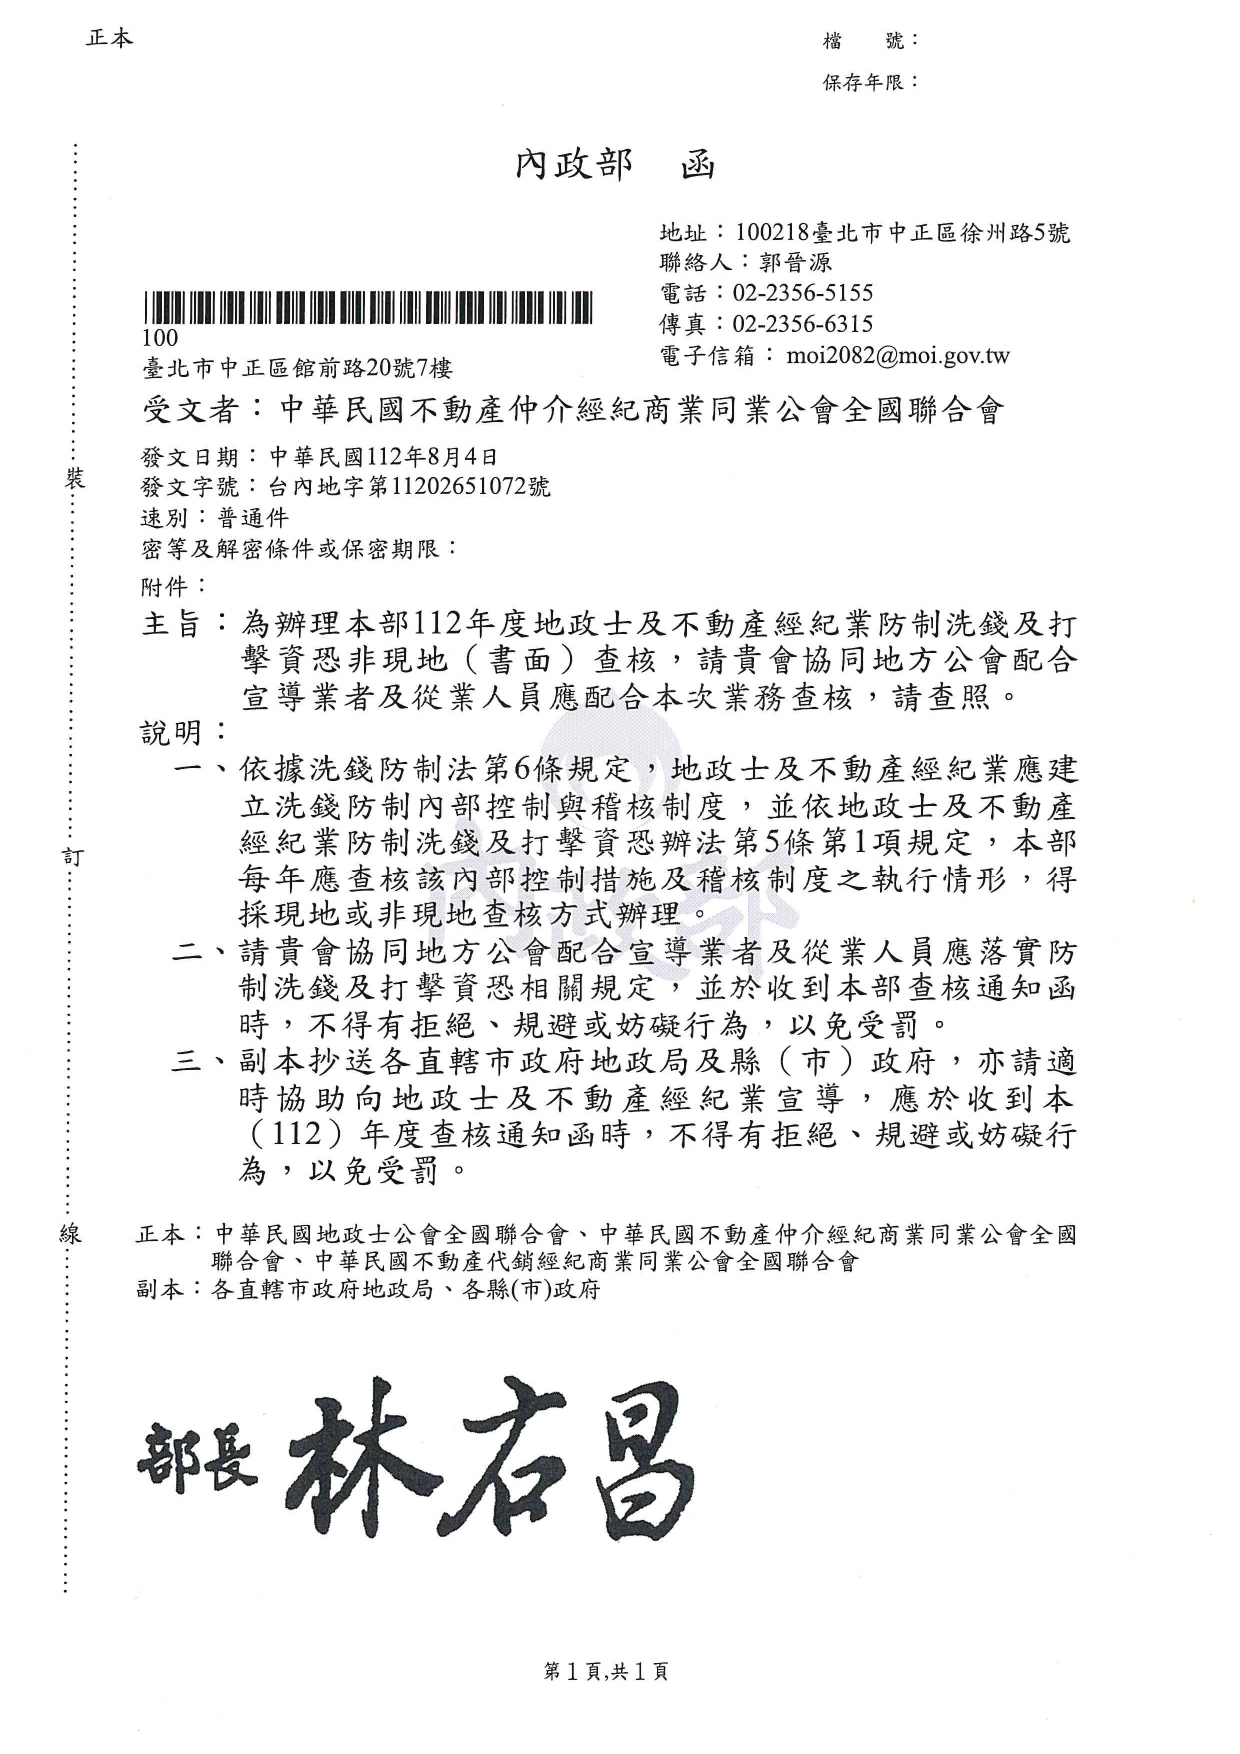 正本
檔 號：
保存年限：
內政部 函
地址：100218臺北市中正區徐州路5號
聯絡人：郭晉源
電話：02-2356-5155
傳真：02-2356-6315
電子信箱： moi2082@moi.gov.tw
100
臺北市中正區館前路20號7樓
受文者：中華民國不動產仲介經紀商業同業公會全國聯合會
發文日期：中華民國112年8月4日
發文字號：台內地字第11202651072號
速別：普通件
密等及解密條件或保密期限：
附件：
主旨：為辦理本部112年度地政士及不動產經紀業防制洗錢及打
擊資恐非現地（書面）查核，請貴會協同地方公會配合
宣導業者及從業人員應配合本次業務查核，請查照。
說明：
一、依據洗錢防制法第6條規定，地政士及不動產經紀業應建
立洗錢防制內部控制與稽核制度，並依地政士及不動產
經紀業防制洗錢及打擊資恐辦法第5條第1項規定，本部
每年應查核該內部控制措施及稽核制度之執行情形，得
採現地或非現地查核方式辦理。
二、請貴會協同地方公會配合宣導業者及從業人員應落實防
制洗錢及打擊資恐相關規定，並於收到本部查核通知函
時，不得有拒絕、規避或妨礙行為，以免受罰。
三、副本抄送各直轄市政府地政局及縣（市）政府，亦請適
時協助向地政士及不動產經紀業宣導，應於收到本
（112）年度查核通知函時，不得有拒絕、規避或妨礙行
為，以免受罰。
正本：中華民國地政士公會全國聯合會、中華民國不動產仲介經紀商業同業公會全國
聯合會、中華民國不動產代銷經紀商業同業公會全國聯合會
副本：各直轄市政府地政局、各縣(市)政府
部長 林右昌
第1頁,共1頁
裝
訂
線
內政部